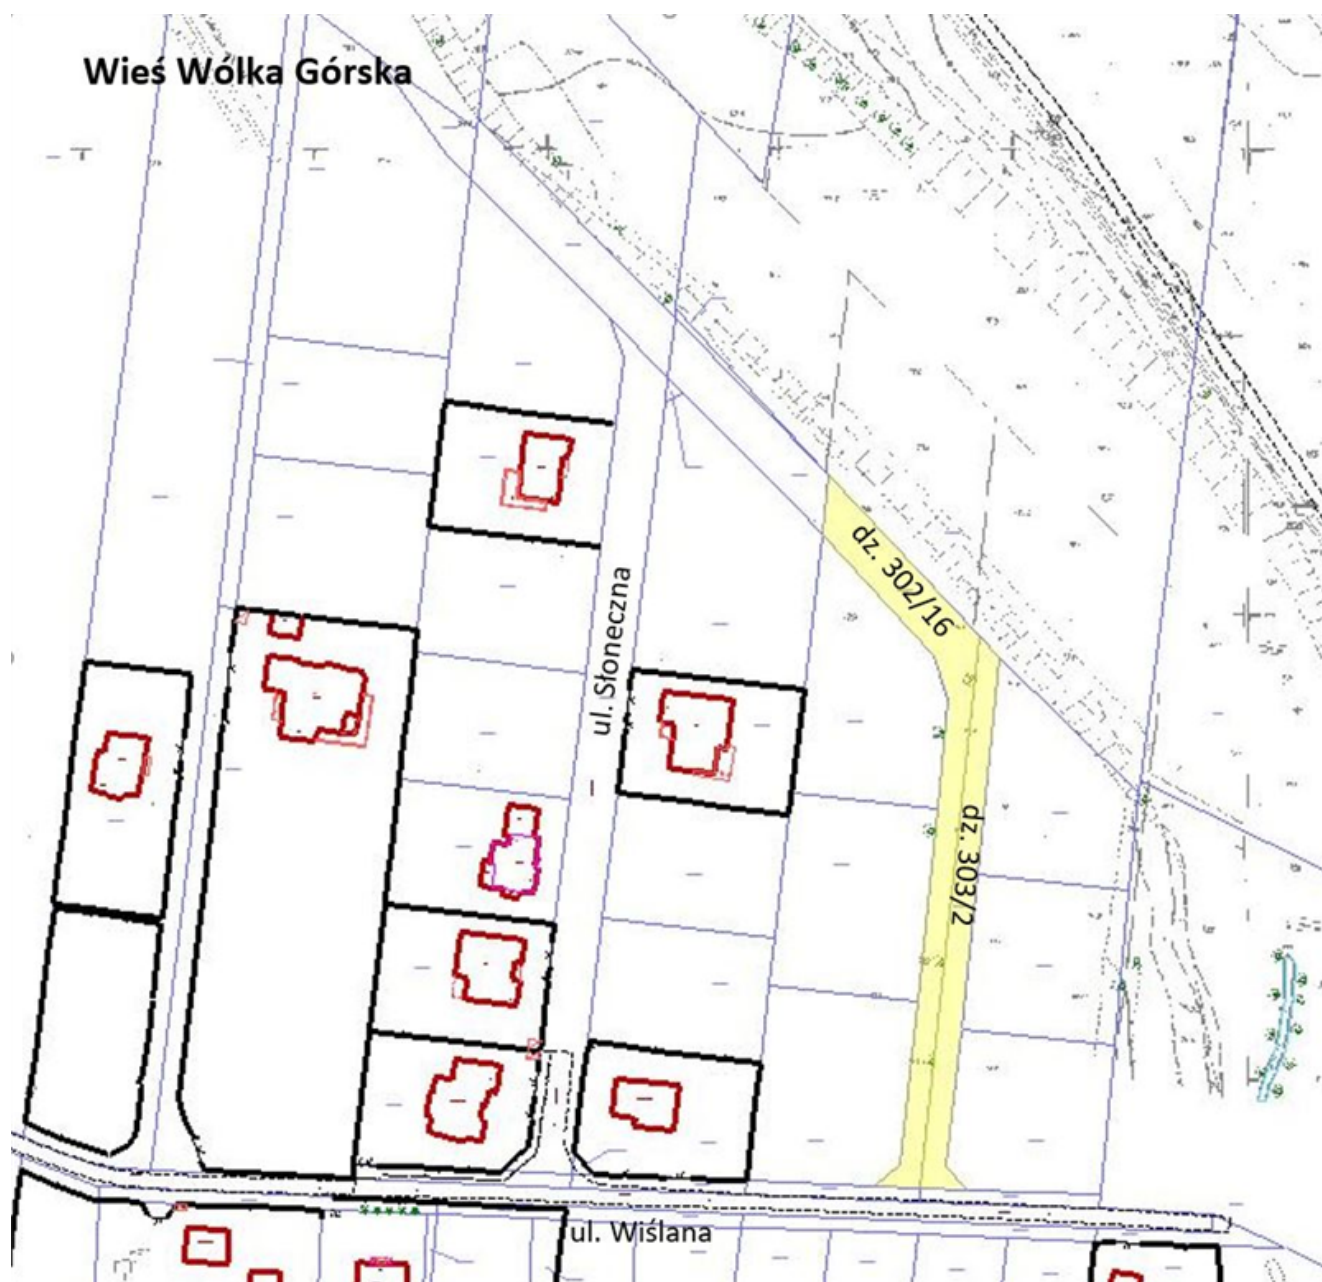 Wieś Wólka Górska
dz. 302/16
ul. Słoneczna
dz. 303/2
ul. Wiślana